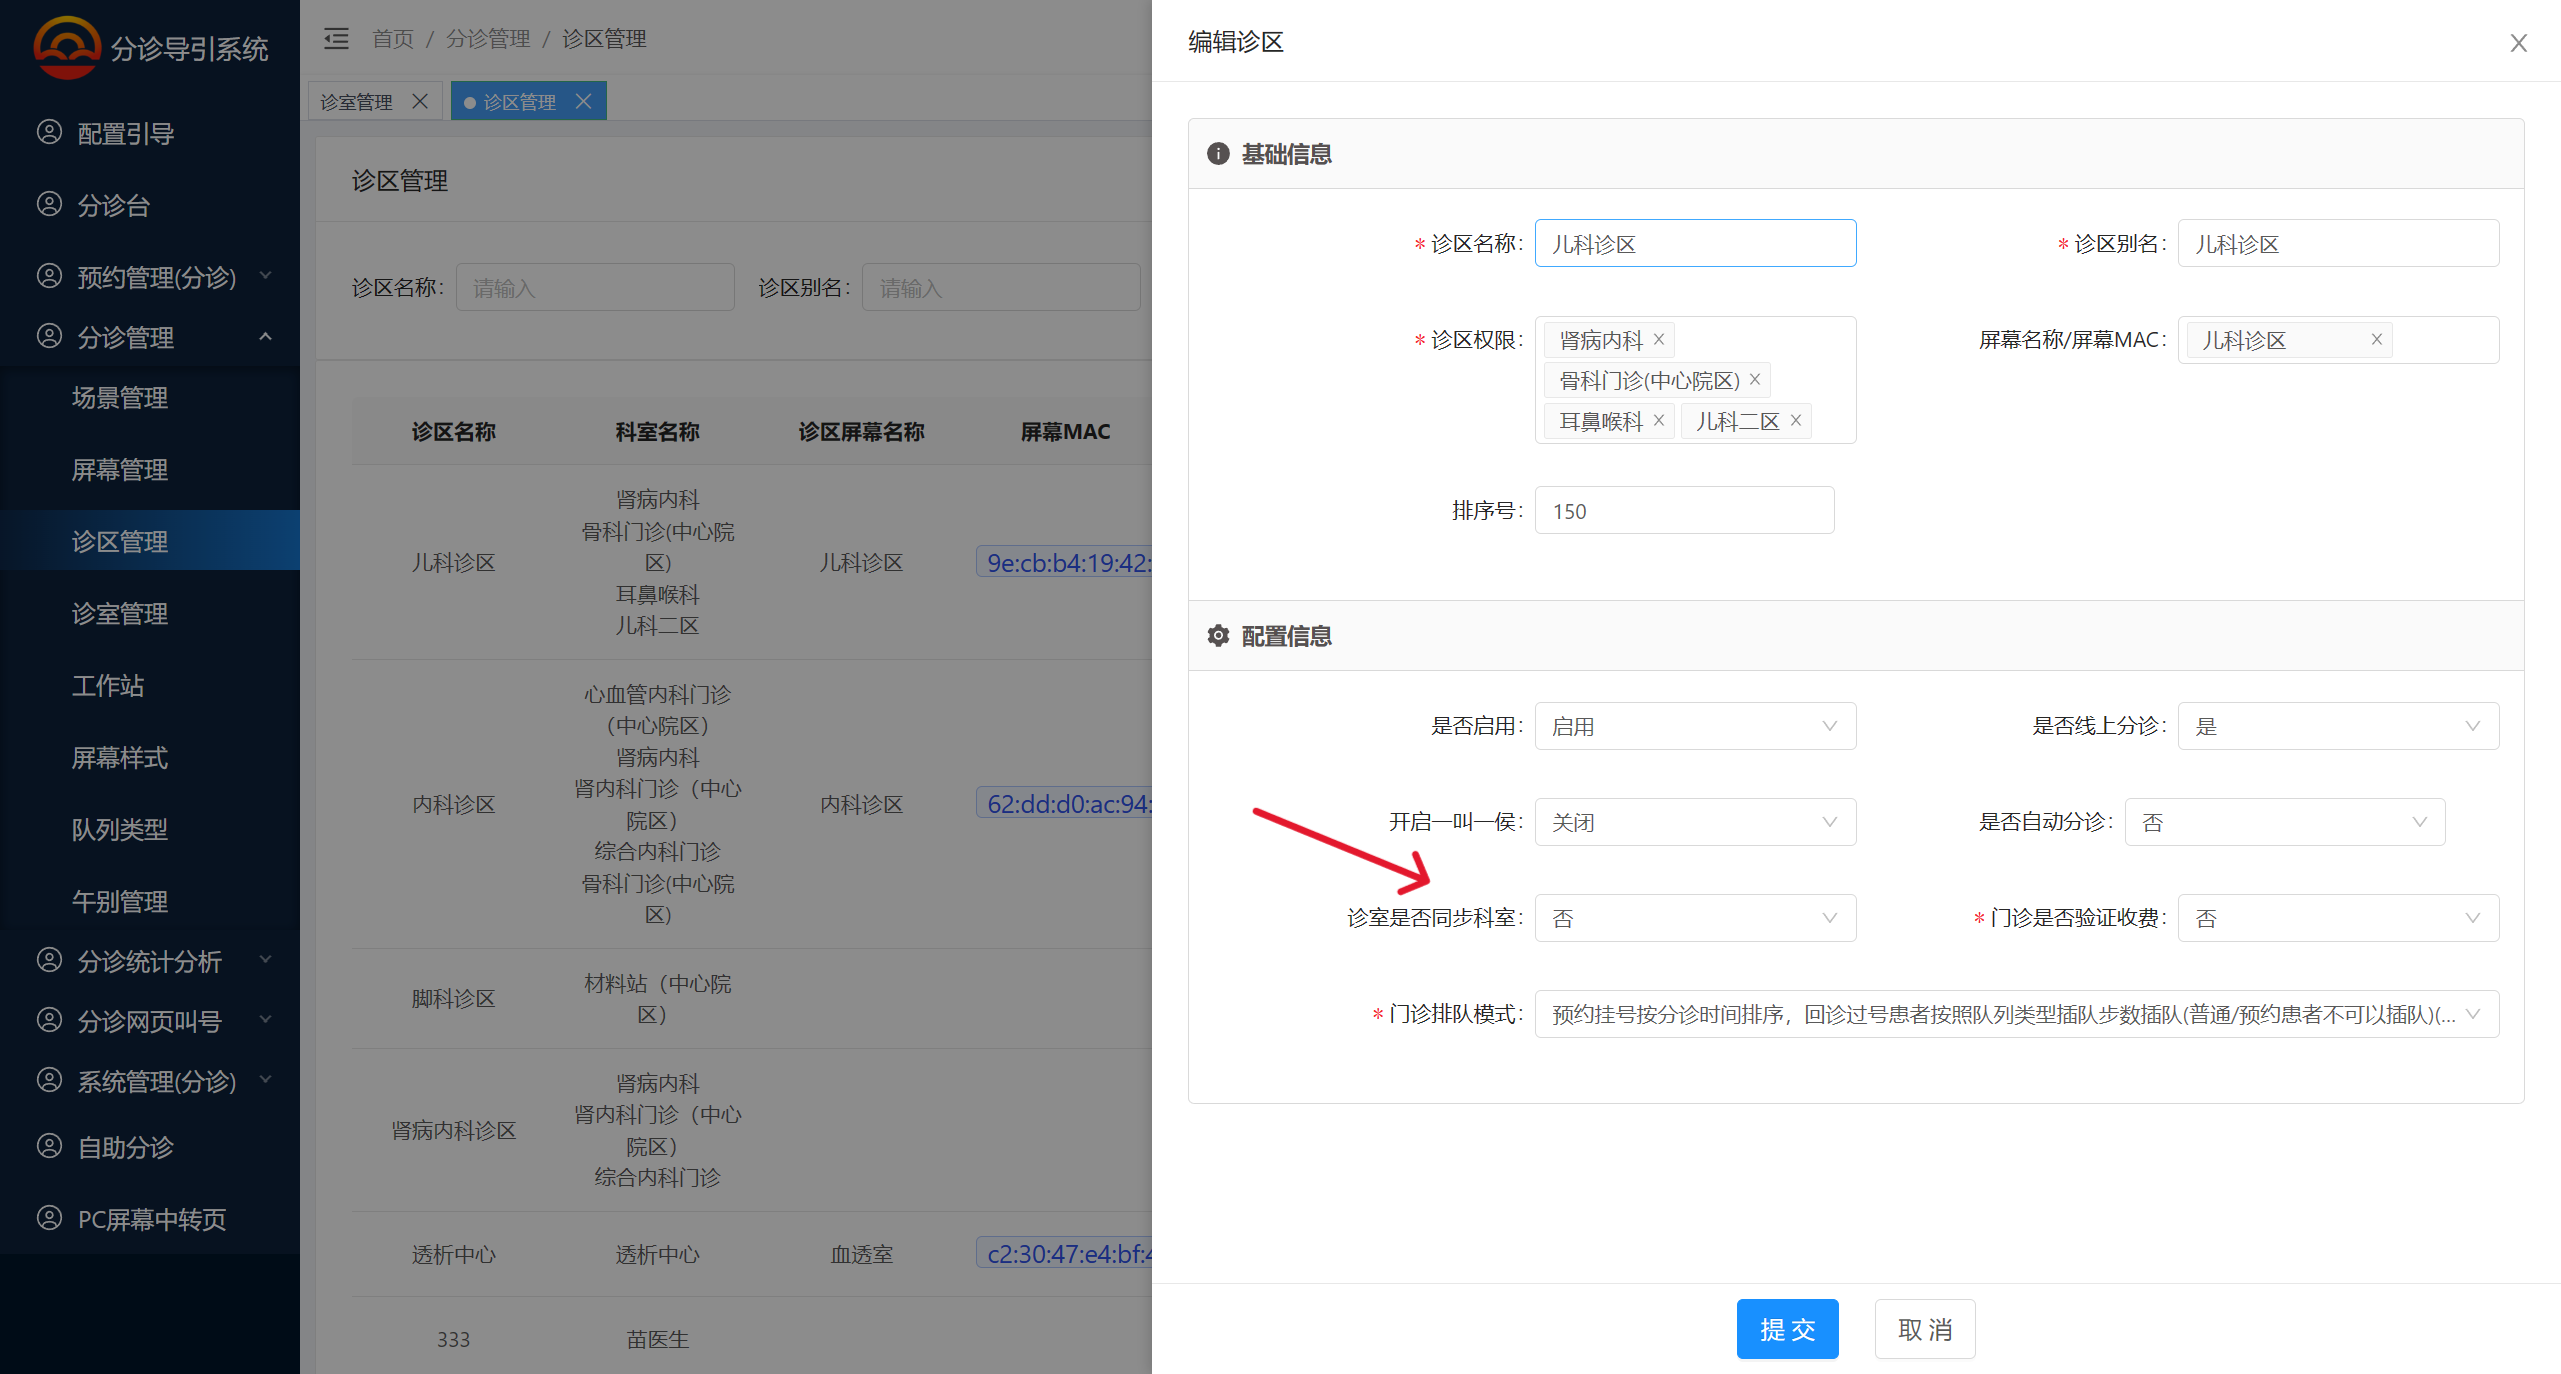 分诊导引系统
配置引导
分诊台
预约管理(分诊)
分诊管理
场景管理
屏幕管理
诊区管理
诊室管理
工作站
屏幕样式
队列类型
午别管理
分诊统计分析
分诊网页叫号
系统管理(分诊)
自助分诊
PC屏幕中转页
首页 / 分诊管理 / 诊区管理
诊室管理 诊区管理
诊区管理
诊区名称: 请输入 诊区别名: 请输入
诊区名称 科室名称 诊区屏幕名称 屏幕MAC
肾病内科
骨科门诊(中心院
区)
耳鼻喉科
儿科二区
儿科诊区 儿科诊区 9e:cb:b4:19:42:
心血管内科门诊
（中心院区）
肾病内科
肾内科门诊（中心
院区）
综合内科门诊
骨科门诊(中心院
区)
内科诊区 内科诊区 62:dd:d0:ac:94:
脚科诊区
材料站（中心院
区）
肾病内科诊区
肾病内科
肾内科门诊（中心
院区）
综合内科门诊
透析中心 透析中心 血透室 c2:30:47:e4:bf:4
333 苗医生
编辑诊区
基础信息
* 诊区名称: 儿科诊区 * 诊区别名: 儿科诊区
* 诊区权限: 肾病内科 屏幕名称/屏幕MAC: 儿科诊区
骨科门诊(中心院区)
耳鼻喉科 儿科二区
排序号: 150
配置信息
是否启用: 启用 是否线上分诊: 是
开启一叫一侯: 关闭 是否自动分诊: 否
诊室是否同步科室: 否 * 门诊是否验证收费: 否
* 门诊排队模式: 预约挂号按分诊时间排序，回诊过号患者按照队列类型插队步数插队(普通/预约患者不可以插队)(...
提 交 取 消